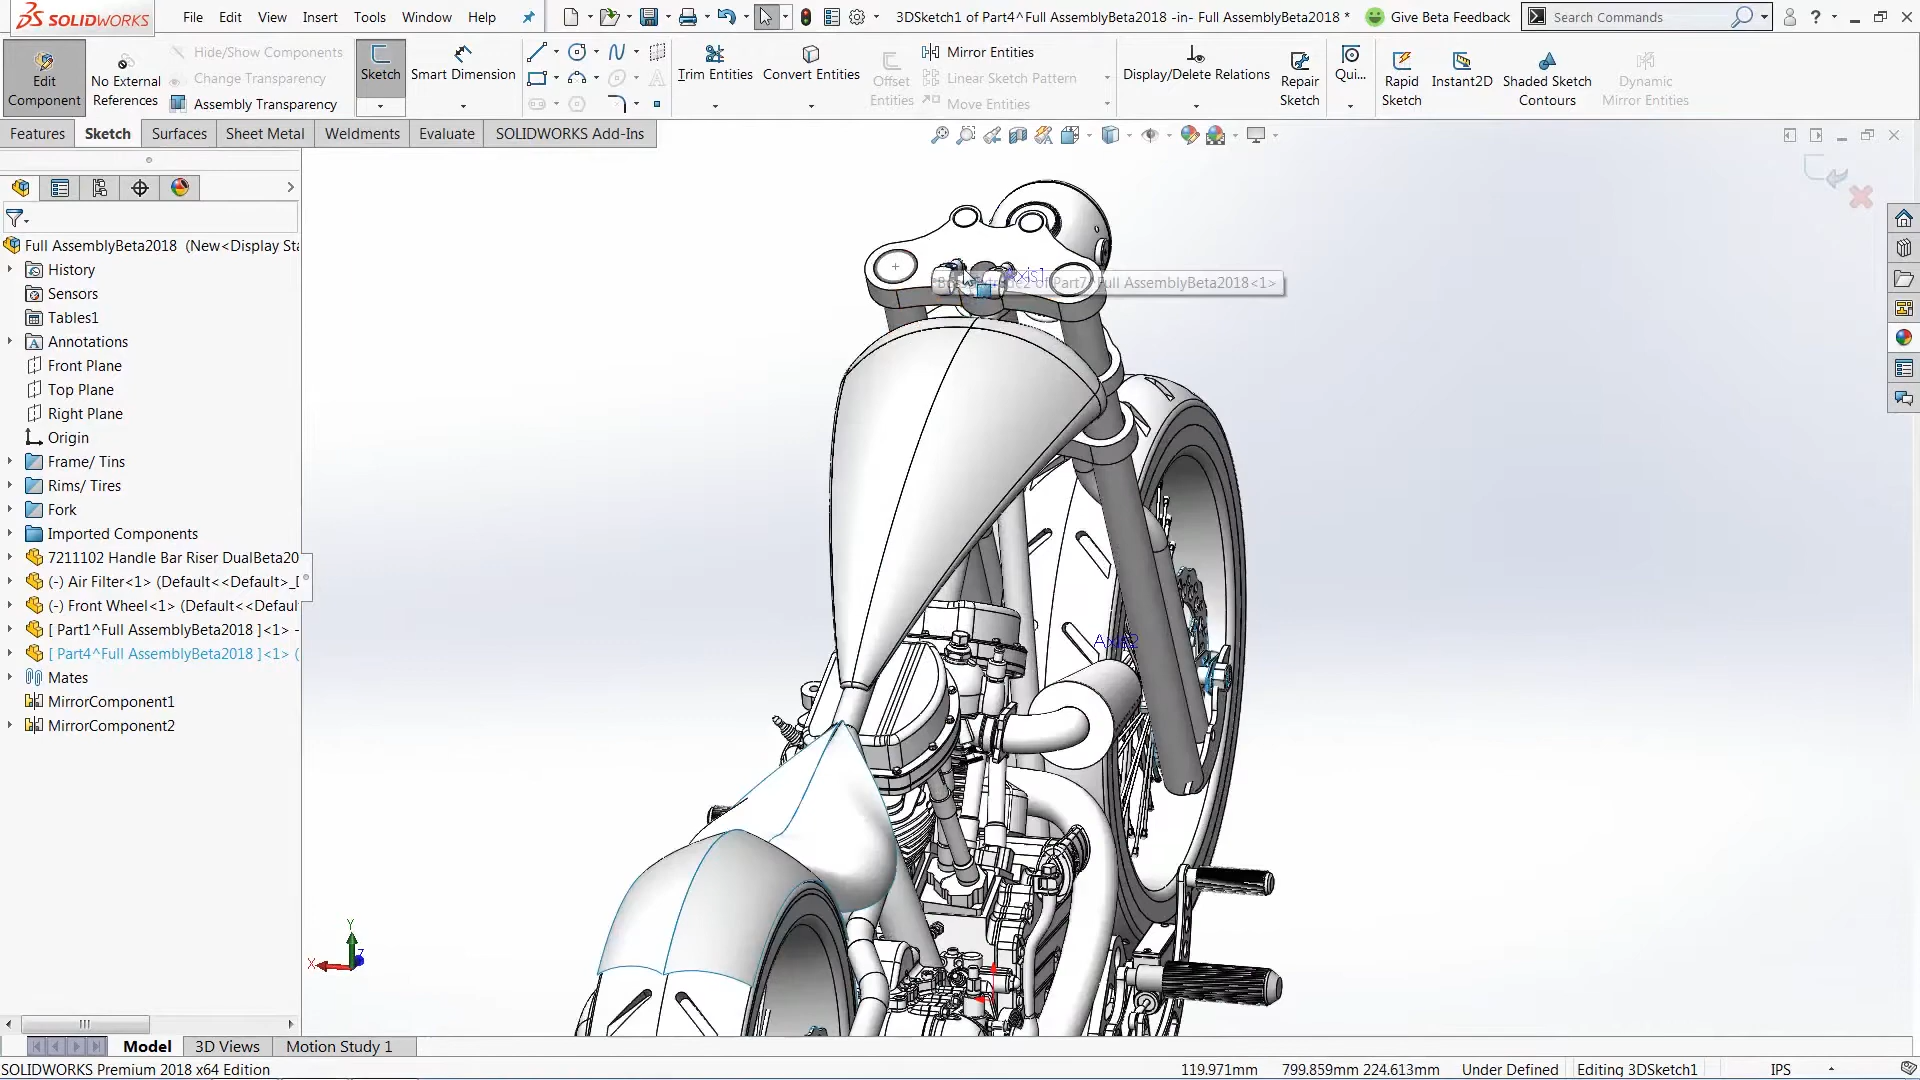 SOLIDWORKS File Edit View Insert Tools Window Help 3DSketch1 of Part4^Full AssemblyBeta2018 -in- Full AssemblyBeta2018 * Give Beta Feedback Search Commands ?
Edit Component
No External References
Hide/Show Components
Change Transparency
Assembly Transparency
Sketch
Smart Dimension
Trim Entities
Convert Entities
Offset Entities
Mirror Entities
Linear Sketch Pattern
Move Entities
Display/Delete Relations
Repair Sketch
Qui...
Rapid Sketch
Instant2D
Shaded Sketch Contours
Dynamic Mirror Entities
Features Sketch Surfaces Sheet Metal Weldments Evaluate SOLIDWORKS Add-Ins
Full AssemblyBeta2018 (New<Display Sta
History
Sensors
Tables1
Annotations
Front Plane
Top Plane
Right Plane
Origin
Frame/ Tins
Rims/ Tires
Fork
Imported Components
7211102 Handle Bar Riser DualBeta20
(-) Air Filter<1> (Default<<Default>_
(-) Front Wheel<1> (Default<<Defaul
[ Part1^Full AssemblyBeta2018 ]<1> -
[ Part4^Full AssemblyBeta2018 ]<1> (
Mates
MirrorComponent1
MirrorComponent2
Axis1
of Part7^Full AssemblyBeta2018<1>
Axis2
Y
X
Z
Model 3D Views Motion Study 1
SOLIDWORKS Premium 2018 x64 Edition 119.971mm 799.859mm 224.613mm Under Defined Editing 3DSketch1 IPS